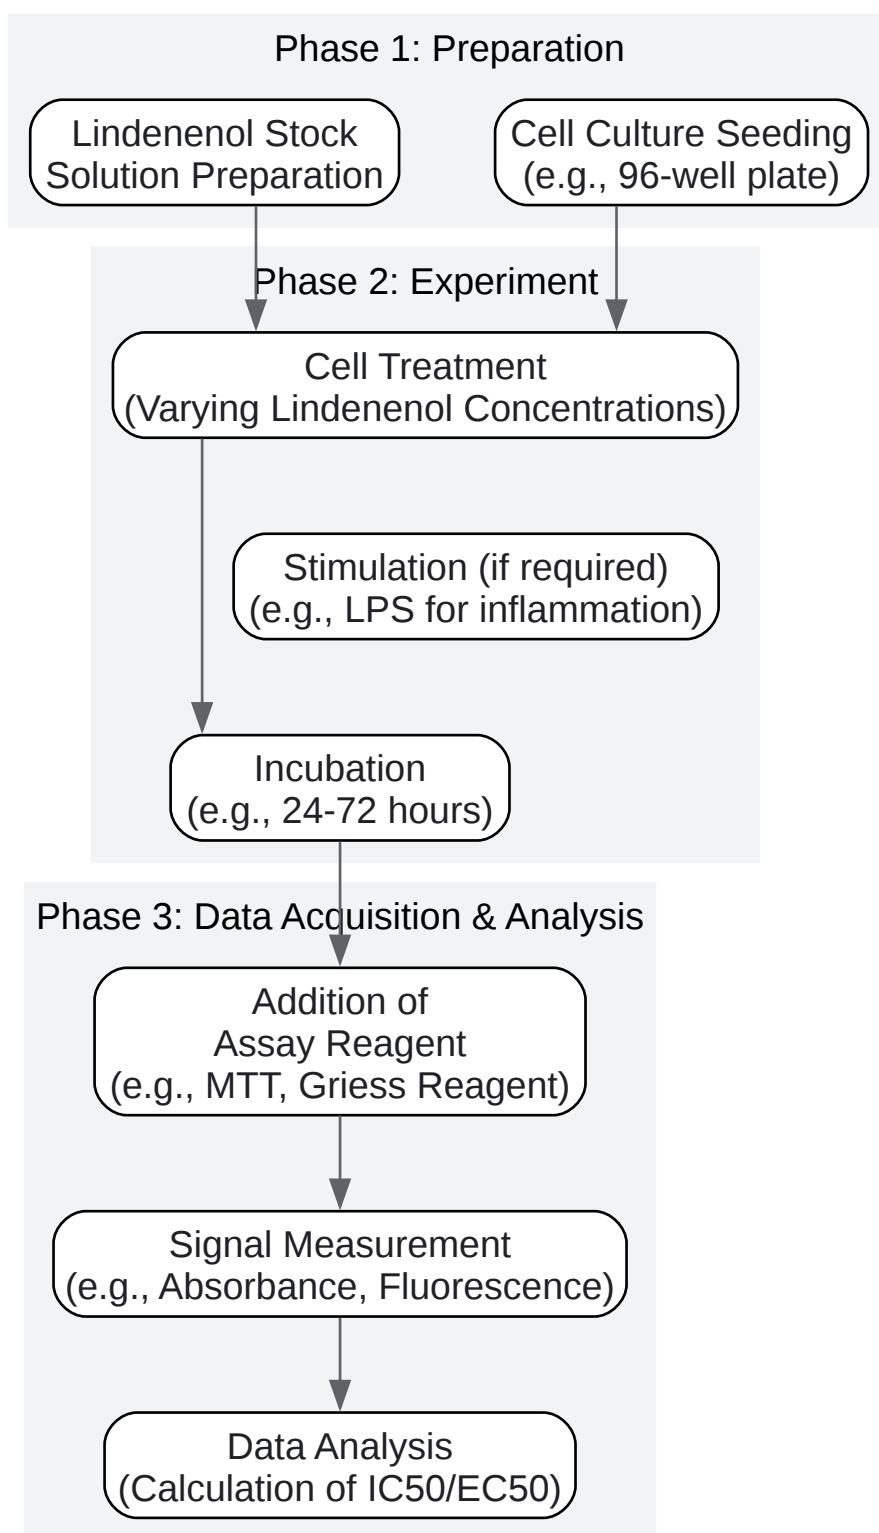 Phase 1: Preparation
Lindenenol Stock
Solution Preparation
Cell Culture Seeding
(e.g., 96-well plate)
Phase 2: Experiment
Cell Treatment
(Varying Lindenenol Concentrations)
Stimulation (if required)
(e.g., LPS for inflammation)
Incubation
(e.g., 24-72 hours)
Phase 3: Data Acquisition & Analysis
Addition of
Assay Reagent
(e.g., MTT, Griess Reagent)
Signal Measurement
(e.g., Absorbance, Fluorescence)
Data Analysis
(Calculation of IC50/EC50)